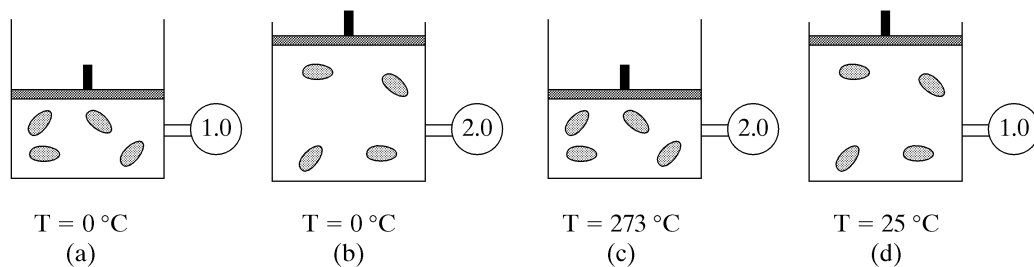 1.0
2.0
2.0
1.0
T = 0 °C
T = 0 °C
T = 273 °C
T = 25 °C
(a)
(b)
(c)
(d)